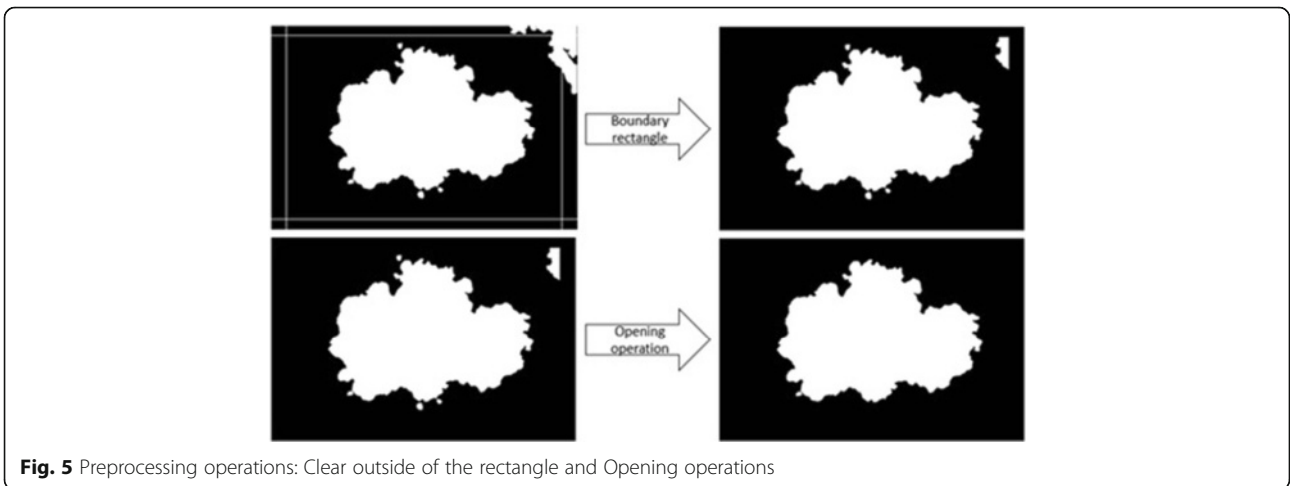 Boundary
rectangle
Opening
operation
Fig. 5 Preprocessing operations: Clear outside of the rectangle and Opening operations